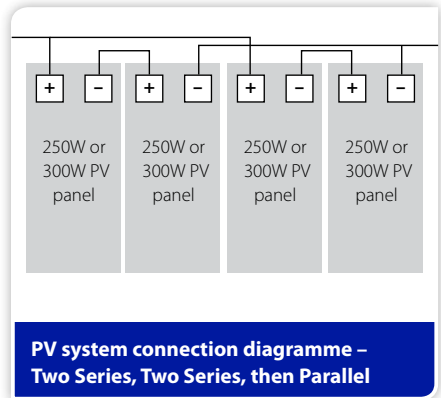 + – + – + – + –
250W or 250W or 250W or 250W or
300W PV 300W PV 300W PV 300W PV
panel panel panel panel
PV system connection diagramme –
Two Series, Two Series, then Parallel